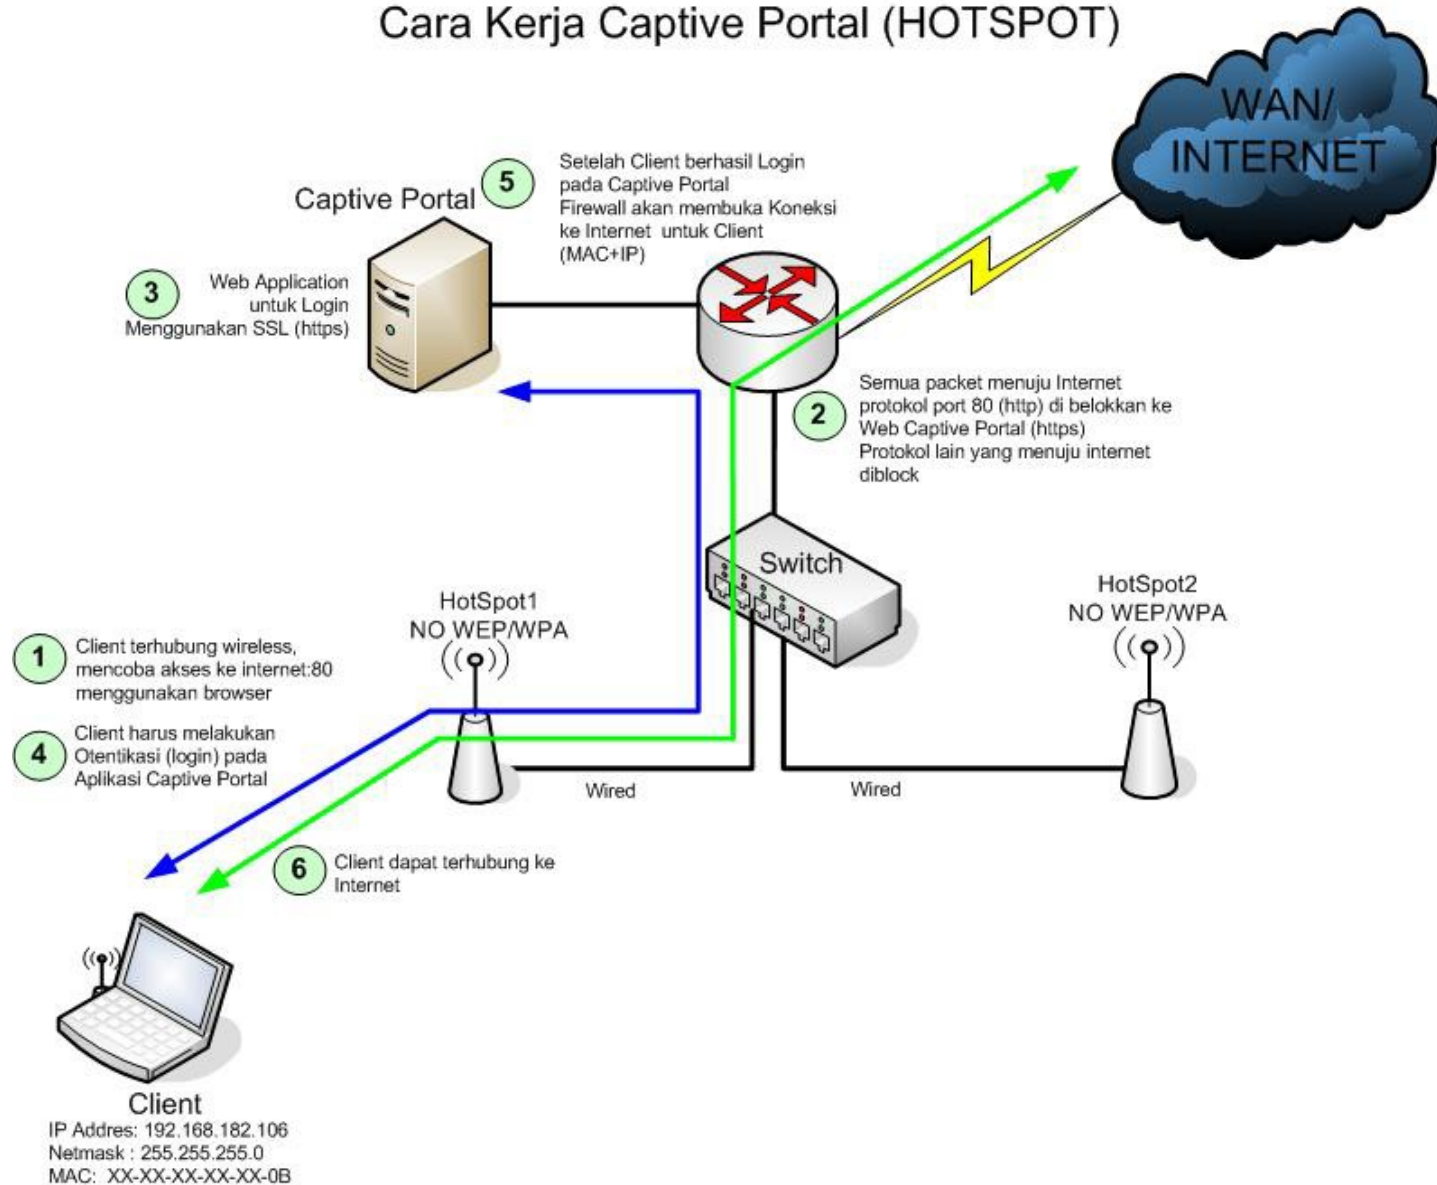 Cara Kerja Captive Portal (HOTSPOT)
WAN/
INTERNET
Captive Portal
5
Setelah Client berhasil Login
pada Captive Portal
Firewall akan membuka Koneksi
ke Internet untuk Client
(MAC+IP)
3
Web Application
untuk Login
Menggunakan SSL (https)
2
Semua packet menuju Internet
protokol port 80 (http) di belokkan ke
Web Captive Portal (https)
Protokol lain yang menuju internet
diblock
Switch
HotSpot1
NO WEP/WPA
HotSpot2
NO WEP/WPA
1
Client terhubung wireless,
mencoba akses ke internet:80
menggunakan browser
4
Client harus melakukan
Otentikasi (login) pada
Aplikasi Captive Portal
Wired
Wired
6
Client dapat terhubung ke
Internet
Client
IP Addres: 192.168.182.106
Netmask : 255.255.255.0
MAC: XX-XX-XX-XX-XX-0B